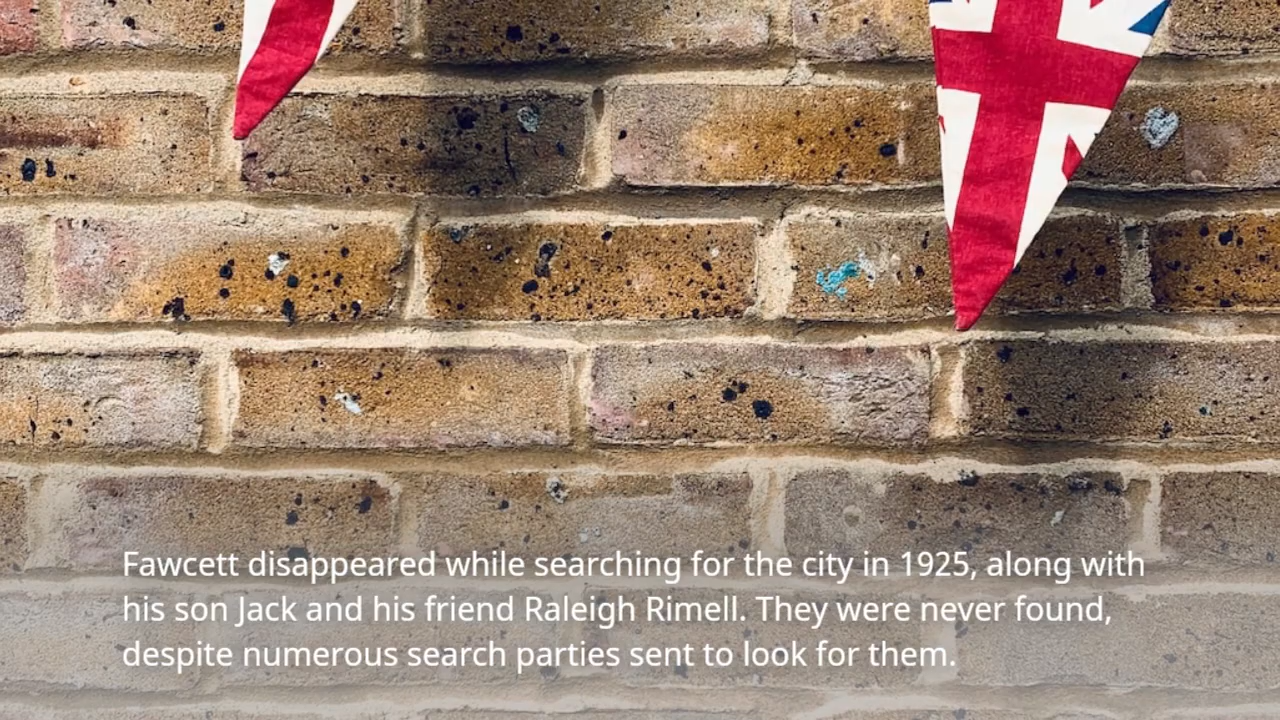 Fawcett disappeared while searching for the city in 1925, along with
his son Jack and his friend Raleigh Rimell. They were never found,
despite numerous search parties sent to look for them.